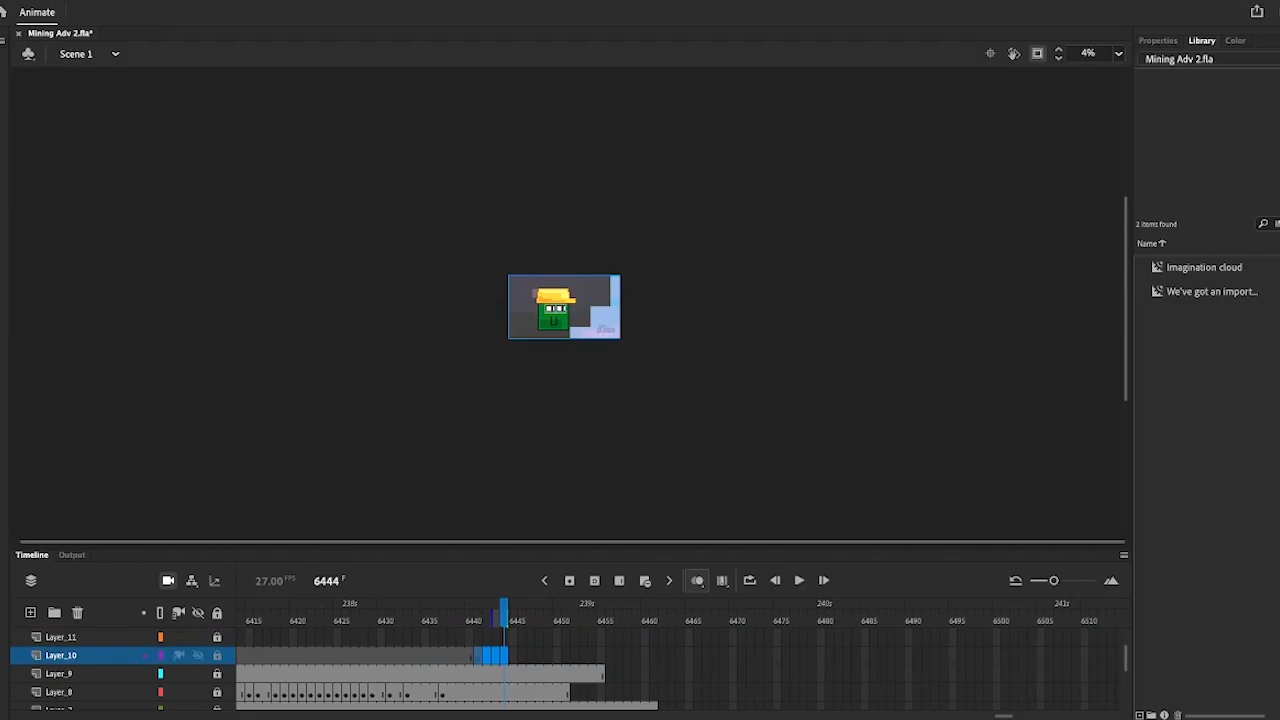 Animate
Mining Adv 2.fla*
Scene 1
4%
Properties Library Color
Mining Adv 2.fla
2 items found
Name
Imagination cloud
We've got an import...
Timeline Output
27.00 FPS 6444 F
238s 239s 240s 241s
6415 6420 6425 6430 6435 6440 6445 6450 6455 6460 6465 6470 6475 6480 6485 6490 6495 6500 6505 6510
Layer_11
Layer_10
Layer_9
Layer_8